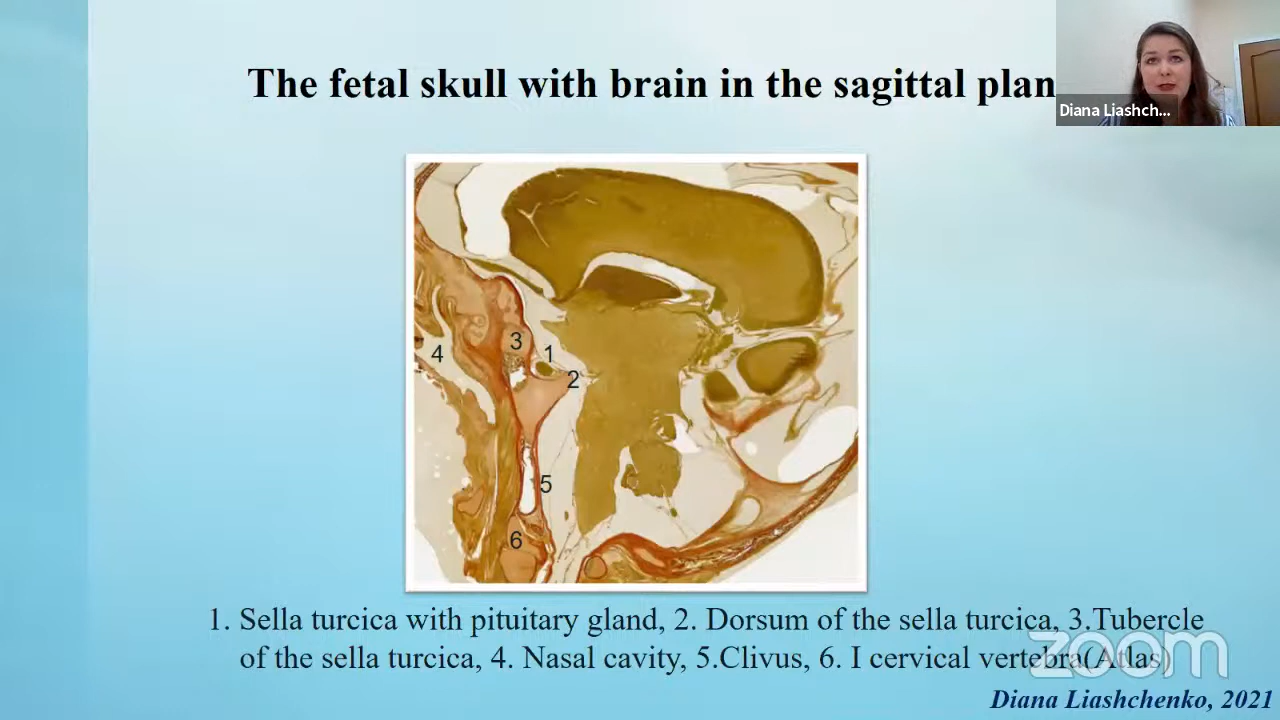 The fetal skull with brain in the sagittal plan
Diana Liashch...
3
1
4
2
5
6
1. Sella turcica with pituitary gland, 2. Dorsum of the sella turcica, 3.Tubercle
of the sella turcica, 4. Nasal cavity, 5.Clivus, 6. I cervical vertebra(Atlas)
zoom
Diana Liashchenko, 2021